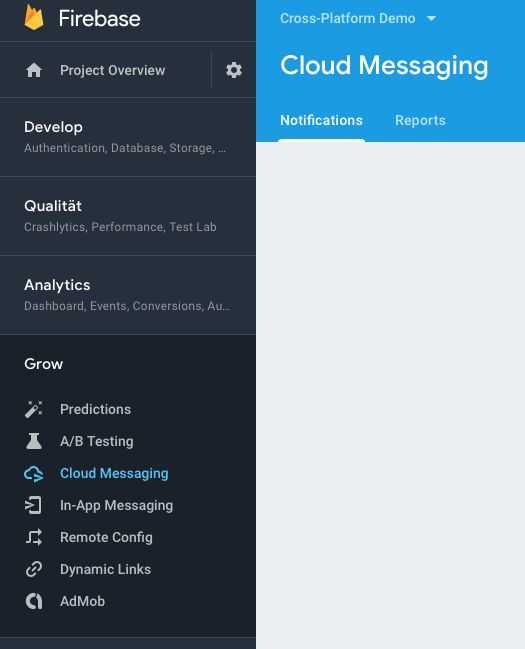 Firebase
Project Overview
Develop
Authentication, Database, Storage, ...
Qualität
Crashlytics, Performance, Test Lab
Analytics
Dashboard, Events, Conversions, Au...
Grow
Predictions
A/B Testing
Cloud Messaging
In-App Messaging
Remote Config
Dynamic Links
AdMob
Cross-Platform Demo
Cloud Messaging
Notifications
Reports